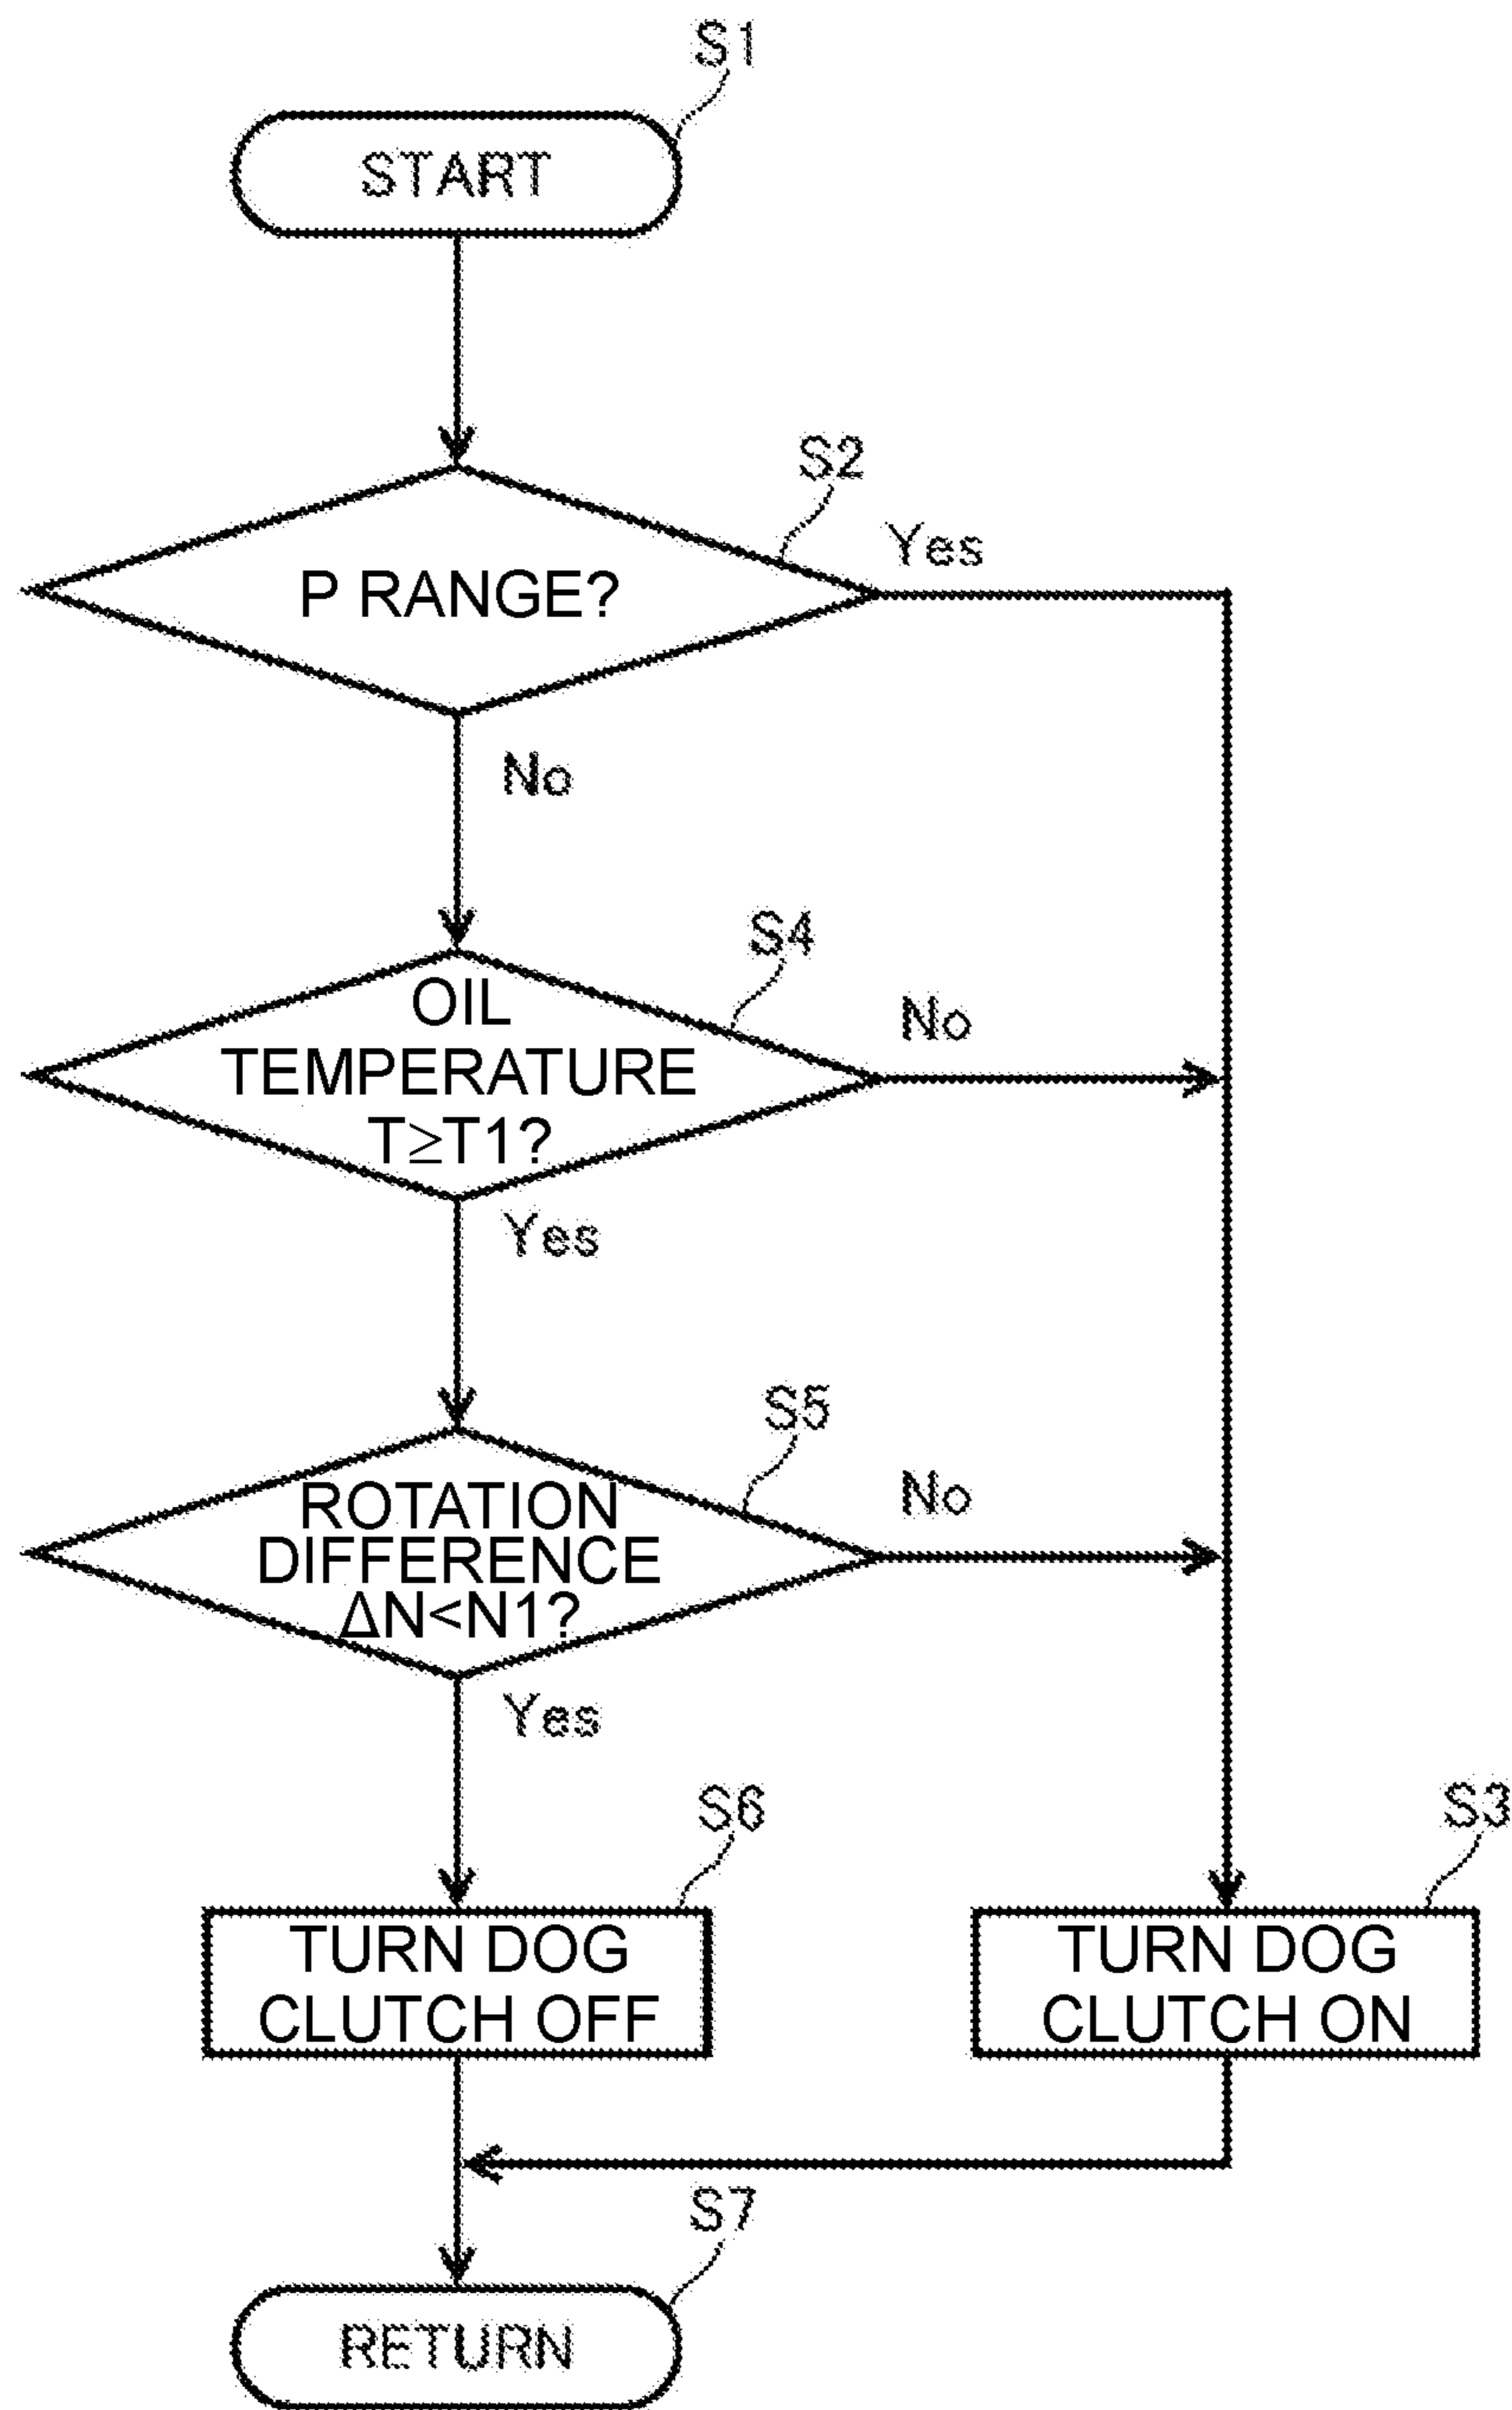 S1
START
S2
P RANGE?
Yes
No
S4
OIL
TEMPERATURE
T≥T1?
No
Yes
S5
ROTATION
DIFFERENCE
ΔN<N1?
No
Yes
S6
TURN DOG
CLUTCH OFF
S3
TURN DOG
CLUTCH ON
S7
RETURN